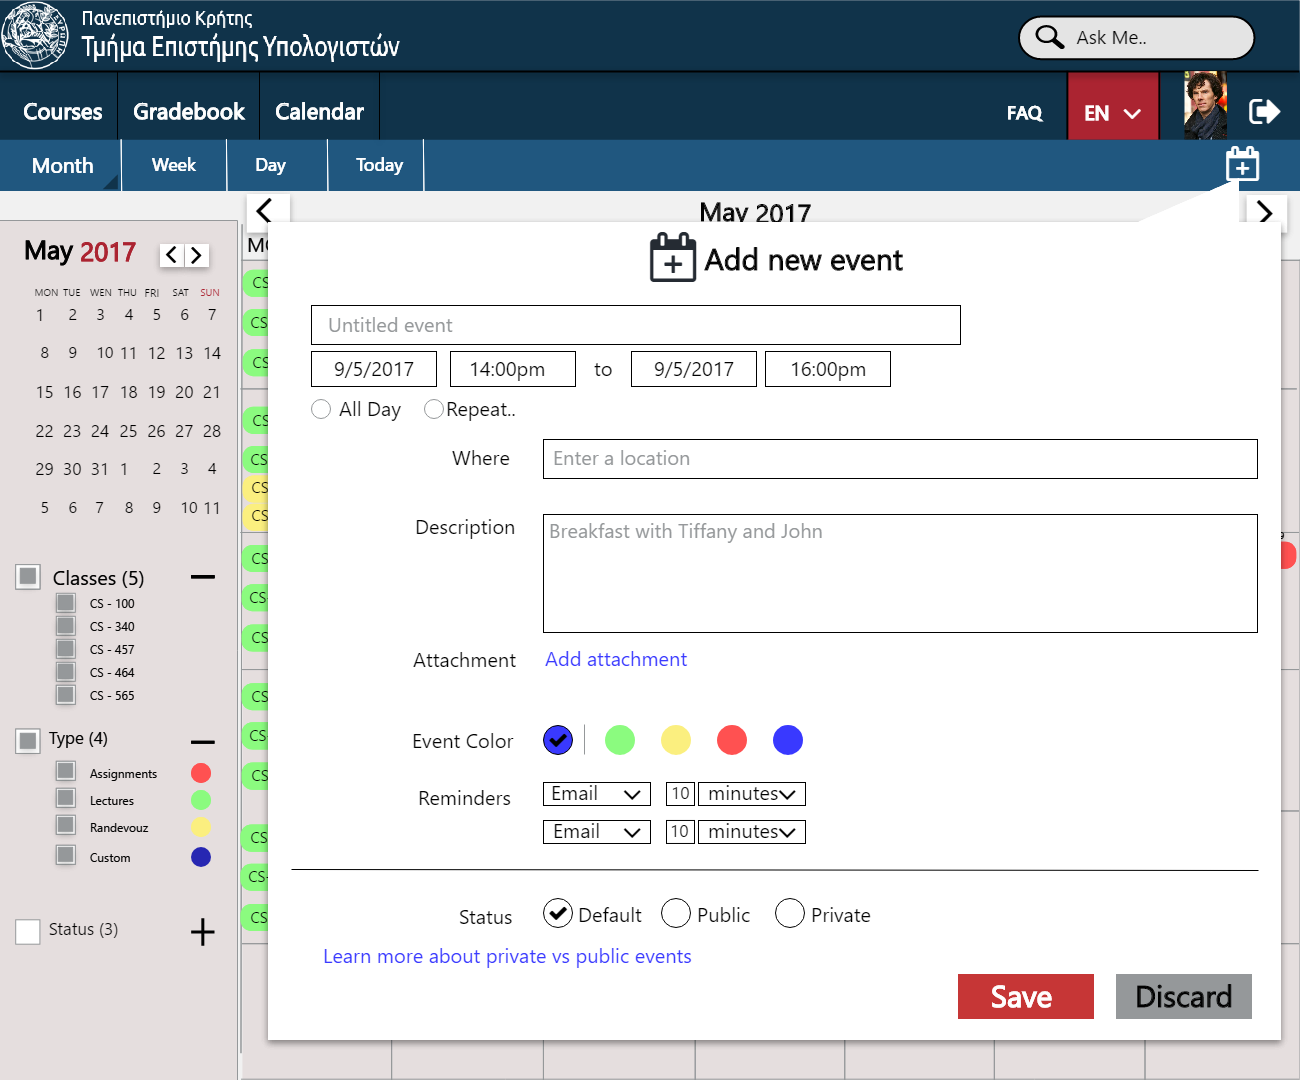 Πανεπιστήμιο Κρήτης
Τμήμα Επιστήμης Υπολογιστών
Ask Me..
Courses Gradebook Calendar FAQ EN
Month Week Day Today
May 2017
May 2017
Add new event
MON TUE WEN THU FRI SAT SUN
1 2 3 4 5 6 7
8 9 10 11 12 13 14
15 16 17 18 19 20 21
22 23 24 25 26 27 28
29 30 31 1 2 3 4
5 6 7 8 9 10 11
Classes (5)
CS - 100
CS - 340
CS - 457
CS - 464
CS - 565
Type (4)
Assignments
Lectures
Randevouz
Custom
Status (3)
CS
CS
CS
CS
CS
CS
CS
CS
CS-
CS
CS
CS-
CS
CS
CS-
CS
Untitled event
9/5/2017 14:00pm to 9/5/2017 16:00pm
All Day Repeat..
Where Enter a location
Description Breakfast with Tiffany and John
Attachment Add attachment
Event Color
Reminders Email 10 minutes
Email 10 minutes
Status Default Public Private
Learn more about private vs public events
Save Discard